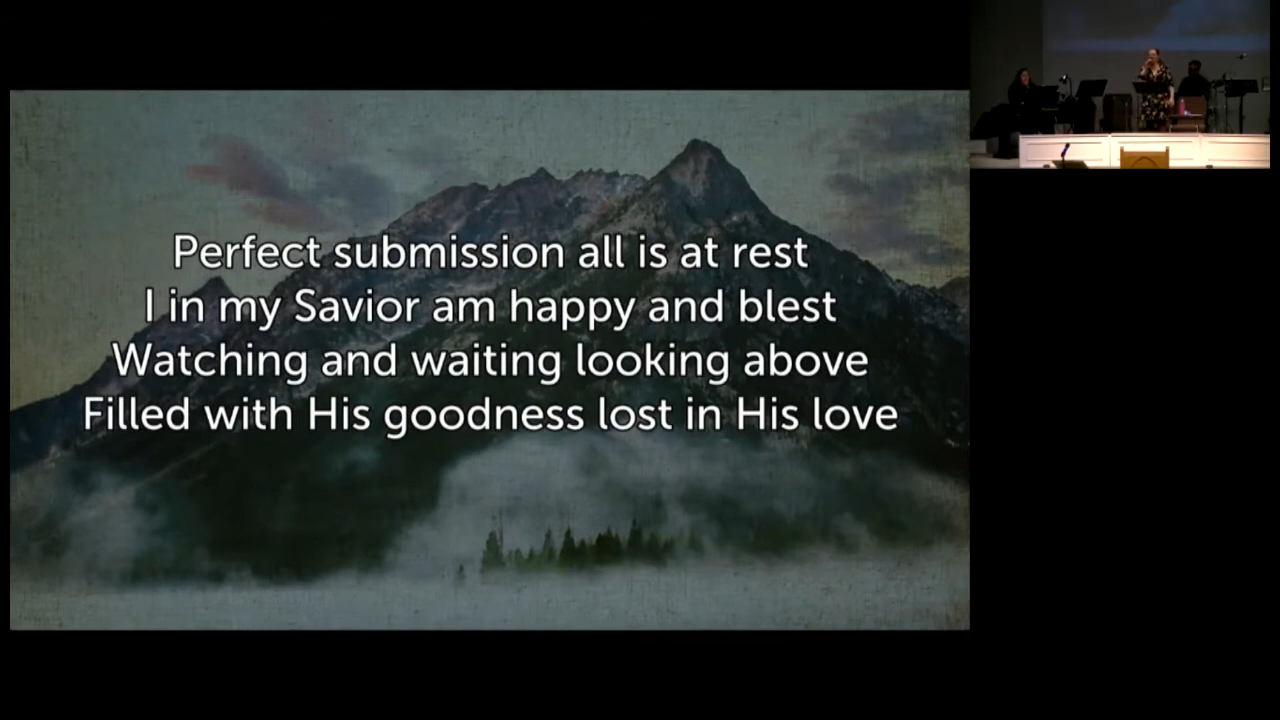 Perfect submission all is at rest
I in my Savior am happy and blest
Watching and waiting looking above
Filled with His goodness lost in His love